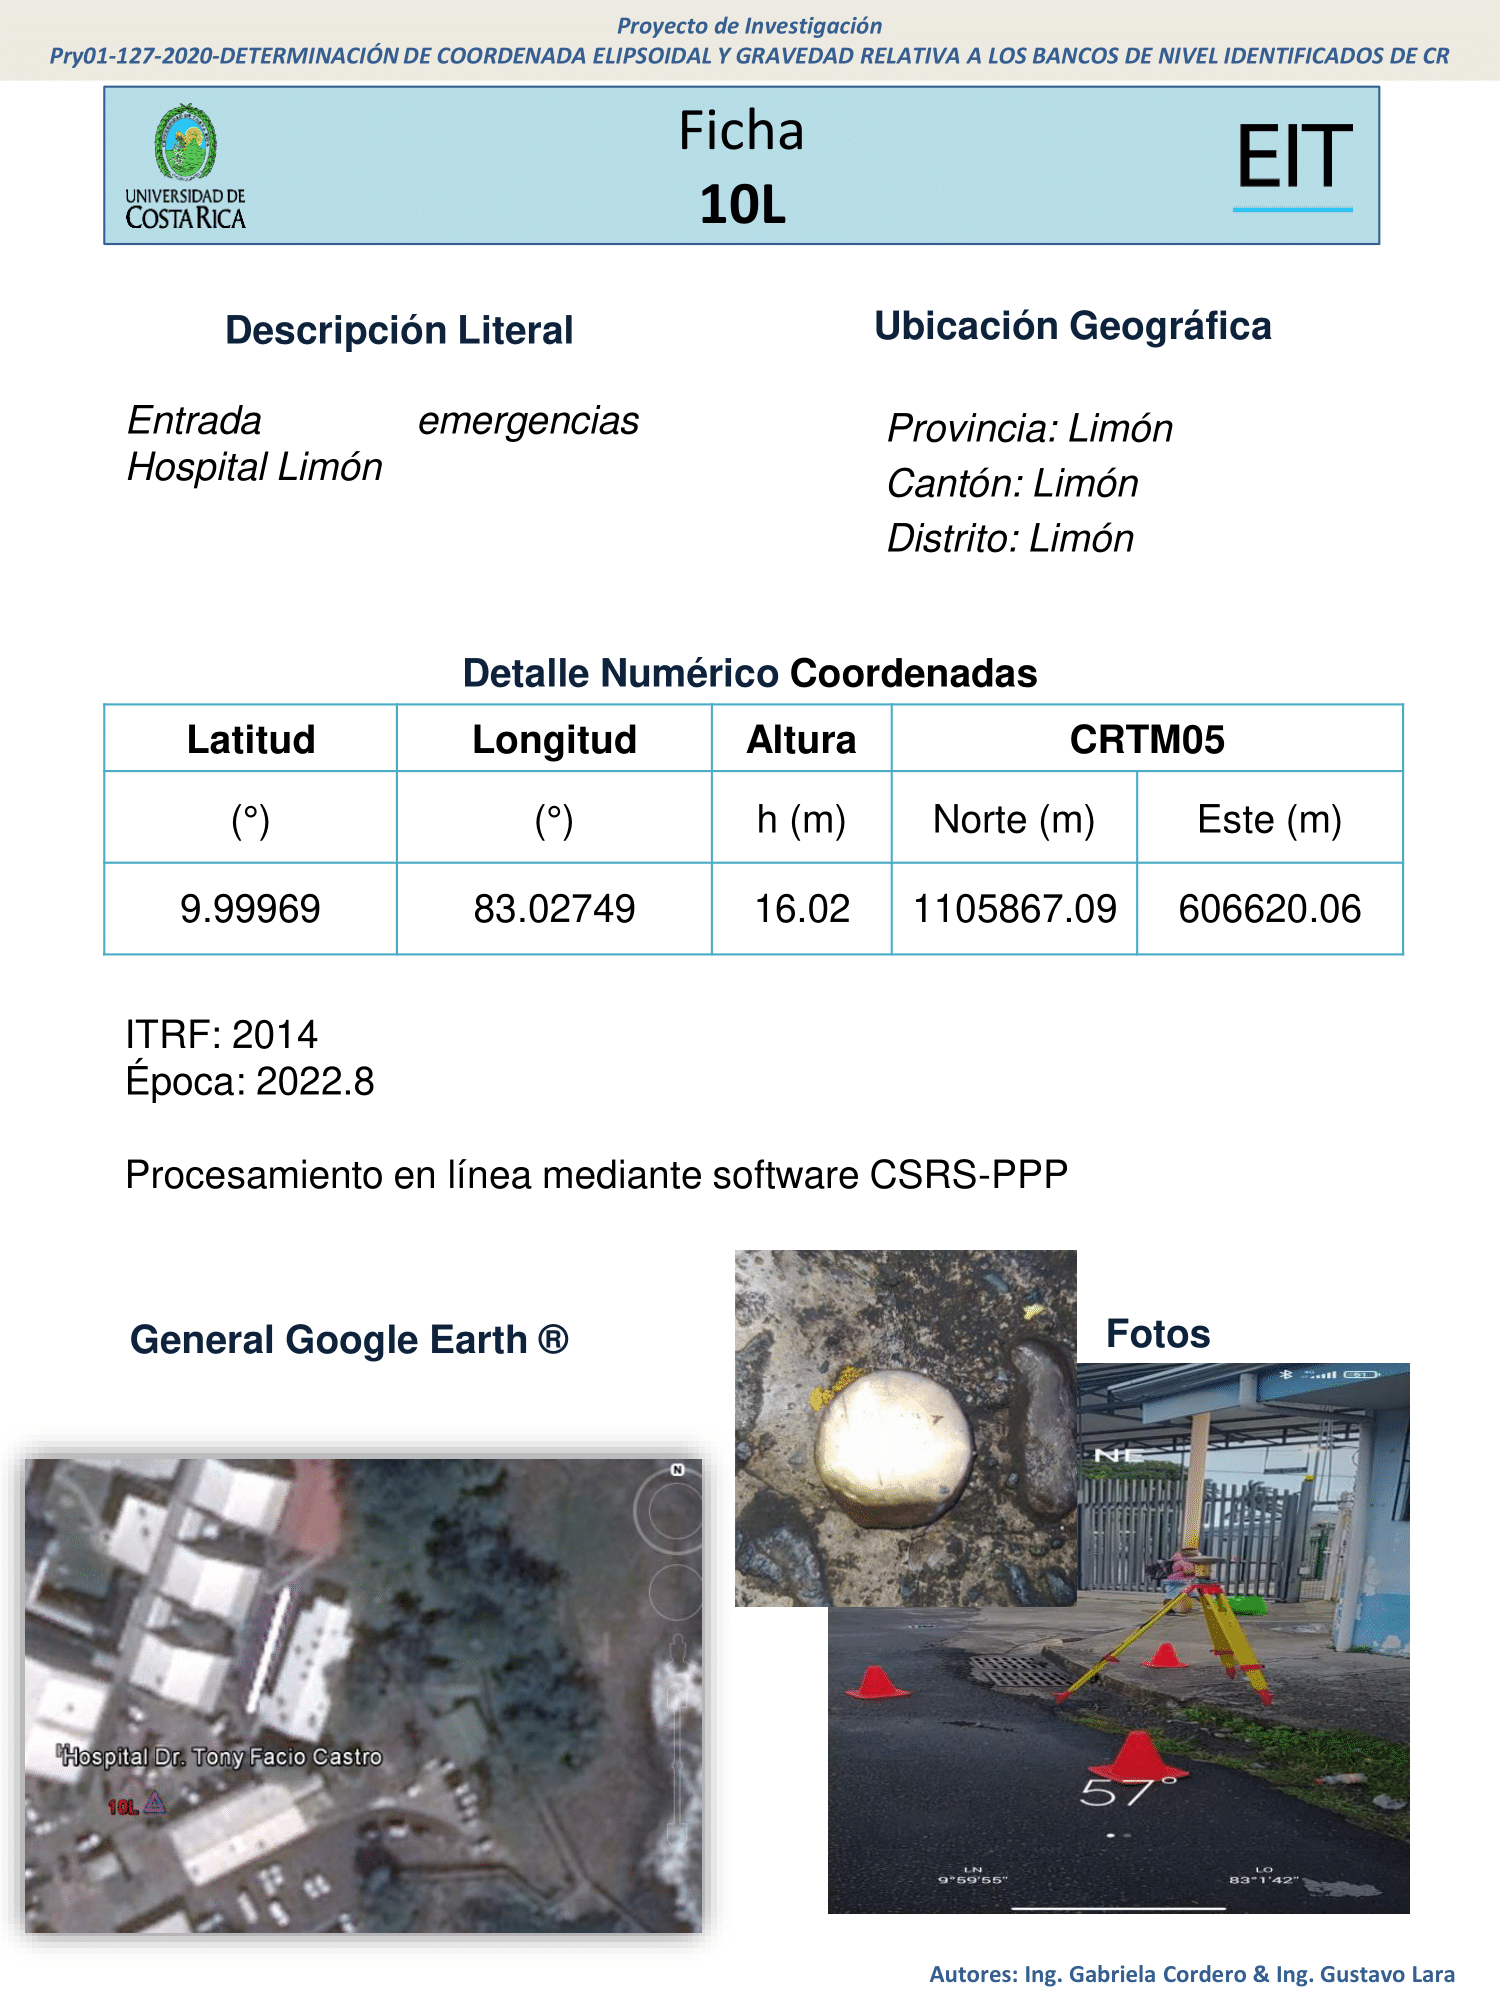 Proyecto de Investigación
Pry01-127-2020-DETERMINACIÓN DE COORDENADA ELIPSOIDAL Y GRAVEDAD RELATIVA A LOS BANCOS DE NIVEL IDENTIFICADOS DE CR
UNIVERSIDAD DE
COSTA RICA
Ficha
10L
EIT
Descripción Literal
Entrada emergencias
Hospital Limón
Ubicación Geográfica
Provincia: Limón
Cantón: Limón
Distrito: Limón
Detalle Numérico Coordenadas
Latitud Longitud Altura CRTM05
(°) (°) h (m) Norte (m) Este (m)
9.99969 83.02749 16.02 1105867.09 606620.06
ITRF: 2014
Época: 2022.8
Procesamiento en línea mediante software CSRS-PPP
General Google Earth ®
Fotos
N
Hospital Dr. Tony Facio Castro
10L
51
NE
57°
LN
9°59'55"
LO
83°1'42"
Autores: Ing. Gabriela Cordero & Ing. Gustavo Lara